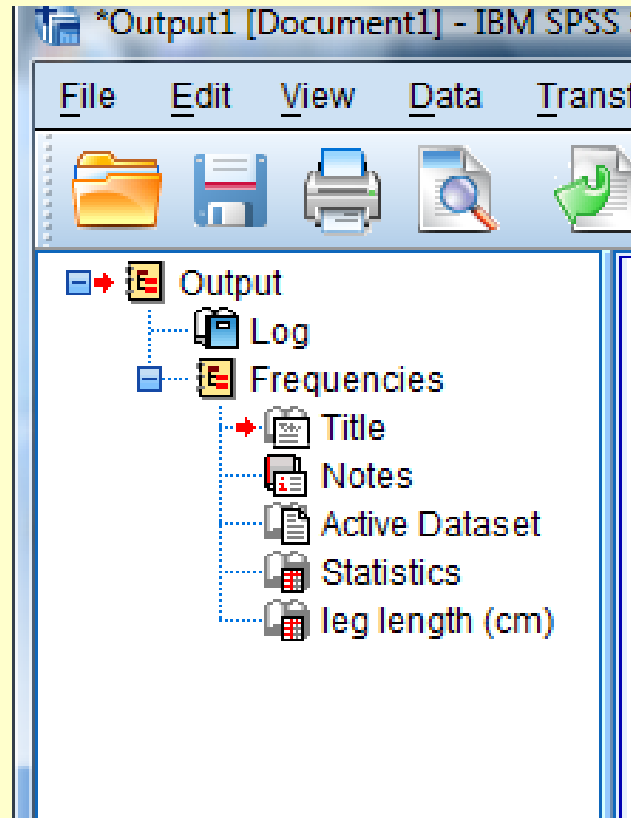 *Output1 [Document1] - IBM SPSS
File Edit View Data Transf
Output
Log
Frequencies
Title
Notes
Active Dataset
Statistics
leg length (cm)